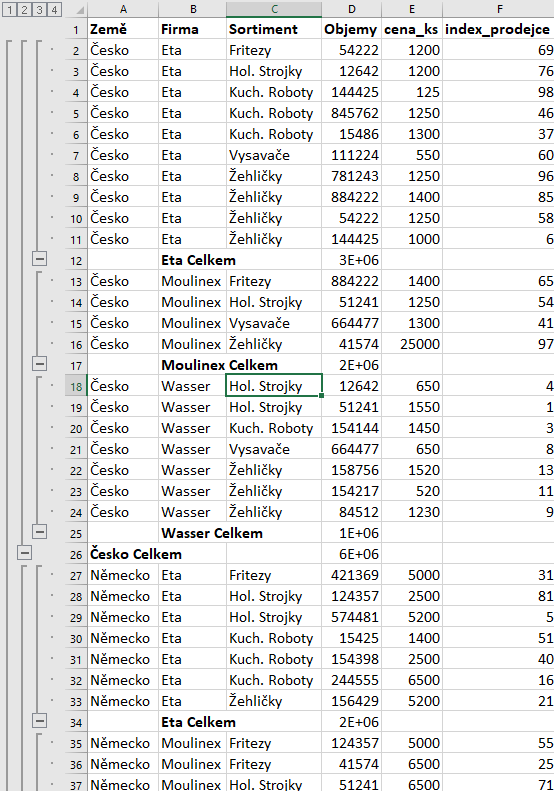 1 2 3 4 A B C D E F
1 Země Firma Sortiment Objemy cena_ks index_prodejce
2 Česko Eta Fritezy 54222 1200 69
3 Česko Eta Hol. Strojky 12642 1200 76
4 Česko Eta Kuch. Roboty 144425 125 98
5 Česko Eta Kuch. Roboty 845762 1250 46
6 Česko Eta Kuch. Roboty 15486 1300 37
7 Česko Eta Vysavače 111224 550 60
8 Česko Eta Žehličky 781243 1250 96
9 Česko Eta Žehličky 884222 1400 85
10 Česko Eta Žehličky 54222 1250 58
11 Česko Eta Žehličky 144425 1000 6
12 Eta Celkem 3E+06
13 Česko Moulinex Fritezy 884222 1400 65
14 Česko Moulinex Hol. Strojky 51241 1250 54
15 Česko Moulinex Vysavače 664477 1300 41
16 Česko Moulinex Žehličky 41574 25000 97
17 Moulinex Celkem 2E+06
18 Česko Wasser Hol. Strojky 12642 650 4
19 Česko Wasser Hol. Strojky 51241 1550 1
20 Česko Wasser Kuch. Roboty 154144 1450 3
21 Česko Wasser Vysavače 664477 650 8
22 Česko Wasser Žehličky 158756 1520 13
23 Česko Wasser Žehličky 154217 520 11
24 Česko Wasser Žehličky 84512 1230 9
25 Wasser Celkem 1E+06
26 Česko Celkem 6E+06
27 Německo Eta Fritezy 421369 5000 31
28 Německo Eta Hol. Strojky 124357 2500 81
29 Německo Eta Hol. Strojky 574481 5200 5
30 Německo Eta Kuch. Roboty 15425 1400 51
31 Německo Eta Kuch. Roboty 154398 2500 40
32 Německo Eta Kuch. Roboty 244555 6500 16
33 Německo Eta Žehličky 156429 5200 21
34 Eta Celkem 2E+06
35 Německo Moulinex Fritezy 124357 5000 55
36 Německo Moulinex Fritezy 41574 6500 25
37 Německo Moulinex Hol. Strojky 51241 6500 71